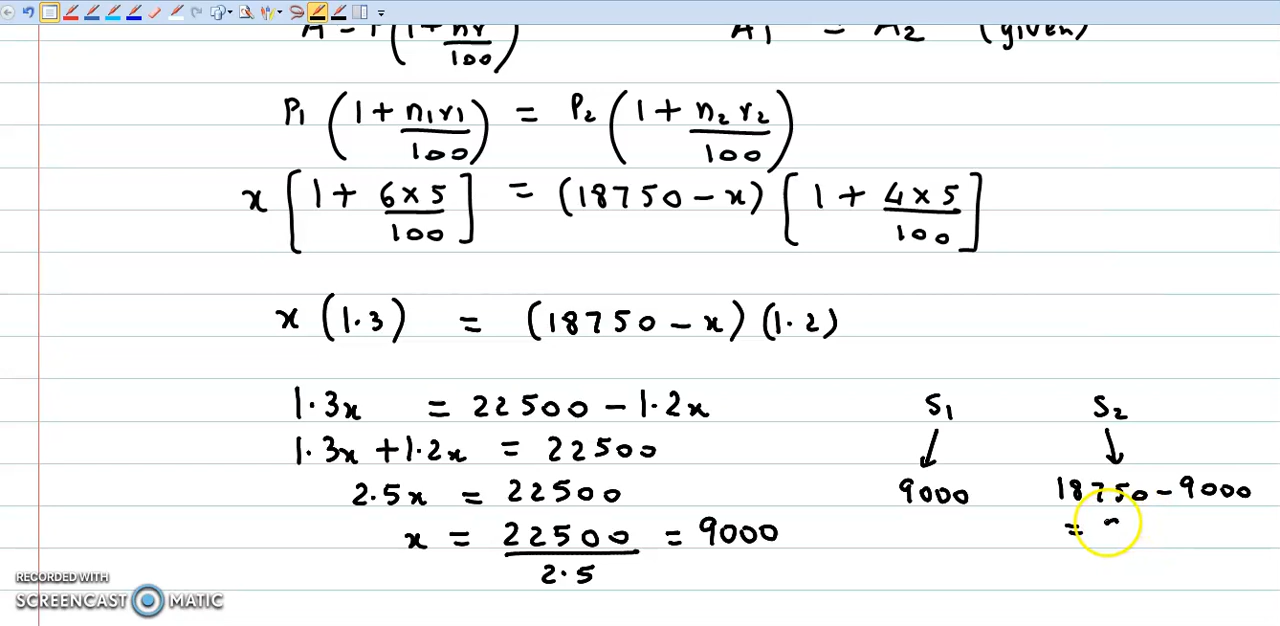 A = P(1 + nr/100) A1 = A2 (given)
P1 (1 + n1r1/100) = P2 (1 + n2r2/100)
x [1 + 6×5/100] = (18750 – x) [1 + 4×5/100]
x (1.3) = (18750 – x) (1.2)
1.3x = 22500 – 1.2x S1 S2
1.3x + 1.2x = 22500
2.5x = 22500 9000 18750 – 9000
x = 22500/2.5 = 9000 =
RECORDED WITH
SCREENCAST MATIC